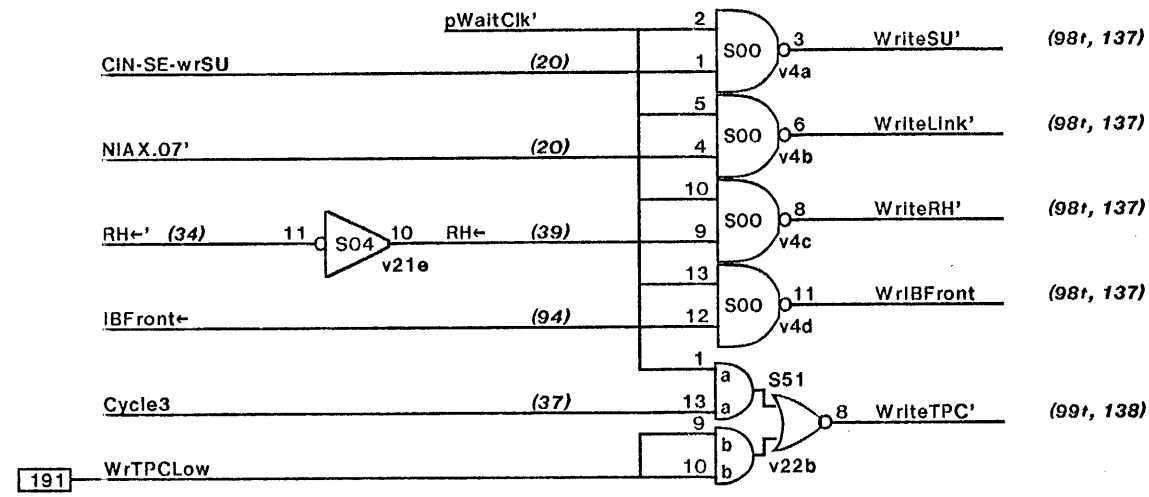 pWaitClk' 2
3 WriteSU' (98t, 137)
S00
CIN-SE-wrSU (20) 1 v4a
5
6 WriteLink' (98t, 137)
S00
NIAX.07' (20) 4 v4b
10
8 WriteRH' (98t, 137)
S00
RH←' (34) 11 S04 10 RH← (39) 9 v4c
v21e
13
11 WrIBFront (98t, 137)
S00
IBFront← (94) 12 v4d
1
a S51
Cycle3 (37) 13 a 8 WriteTPC' (99t, 138)
9
b
191 WrTPCLow 10 b v22b